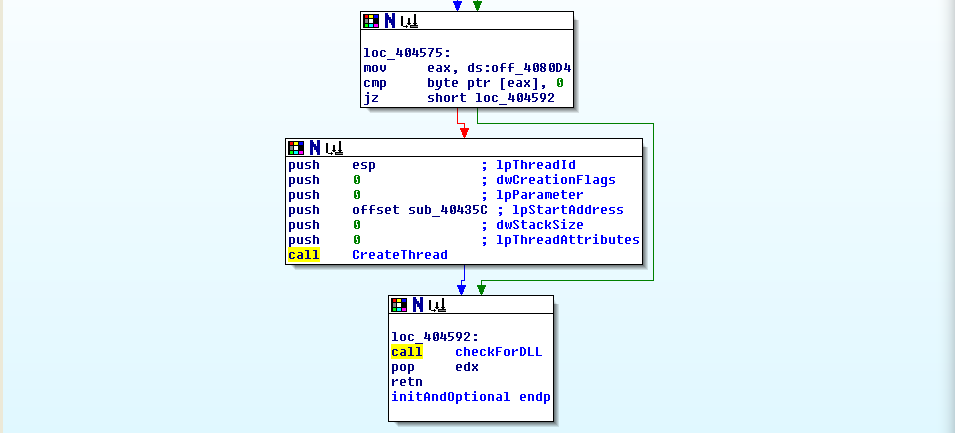 loc_404575:
mov eax, ds:off_4080D4
cmp byte ptr [eax], 0
jz short loc_404592
push esp ; lpThreadId
push 0 ; dwCreationFlags
push 0 ; lpParameter
push offset sub_40435C ; lpStartAddress
push 0 ; dwStackSize
push 0 ; lpThreadAttributes
call CreateThread
loc_404592:
call checkForDLL
pop edx
retn
initAndOptional endp